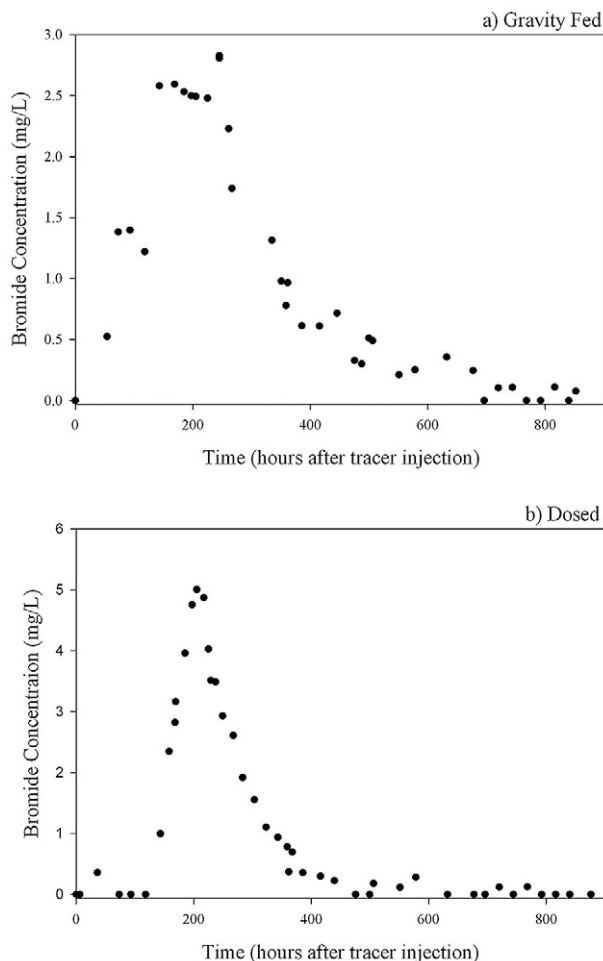 a) Gravity Fed
3.0
2.5
2.0
1.5
1.0
0.5
0.0
Bromide Concentration (mg/L)
0 200 400 600 800
Time (hours after tracer injection)
b) Dosed
6
5
4
3
2
1
0
Bromide Concentraion (mg/L)
0 200 400 600 800
Time (hours after tracer injection)